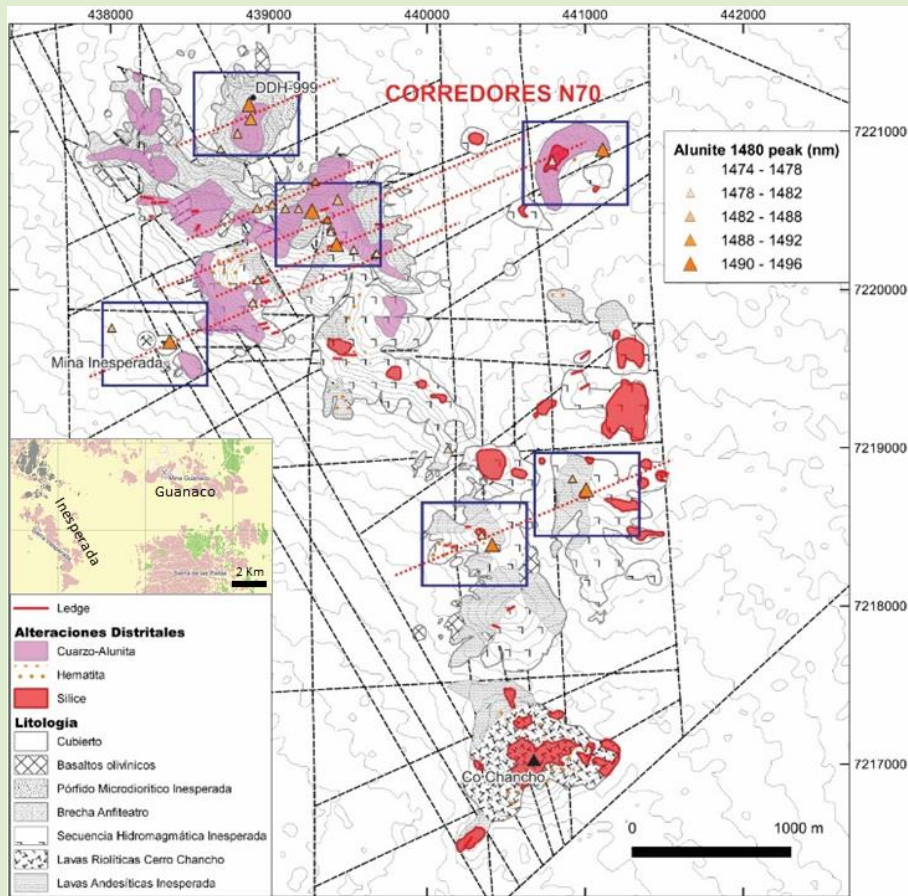 438000
439000
440000
441000
442000
DDH-999
CORREDORES N70
7221000
Alunite 1480 peak (nm)
1474 - 1478
1478 - 1482
1482 - 1488
1488 - 1492
1490 - 1496
7220000
Mina Inesperada
7219000
Mina Guanaco
Guanaco
Inesperada
2 Km
7218000
Ledge
Alteraciones Distritales
Cuarzo-Alunita
Hematita
Silice
Litología
Cubierto
Basaltos olivínicos
Pórfido Microdiorítico Inesperada
Brecha Anfiteatro
Secuencia Hidromagmática Inesperada
Lavas Riolíticas Cerro Chancho
Lavas Andesíticas Inesperada
Co Chancho
7217000
0
1000 m